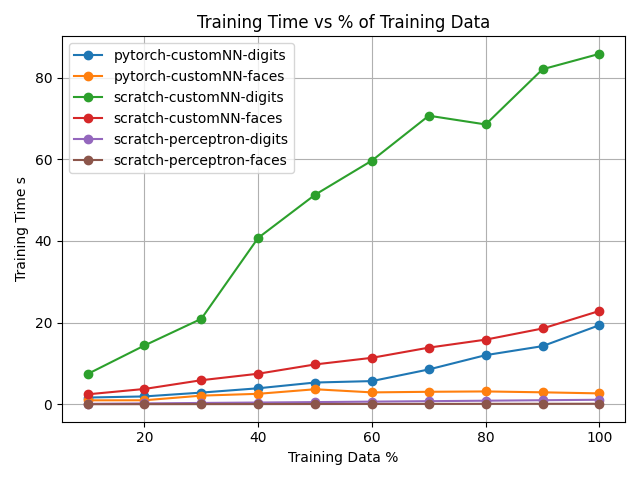 Training Time vs % of Training Data
pytorch-customNN-digits
pytorch-customNN-faces
scratch-customNN-digits
scratch-customNN-faces
scratch-perceptron-digits
scratch-perceptron-faces
Training Time s
80
60
40
20
0
20 40 60 80 100
Training Data %